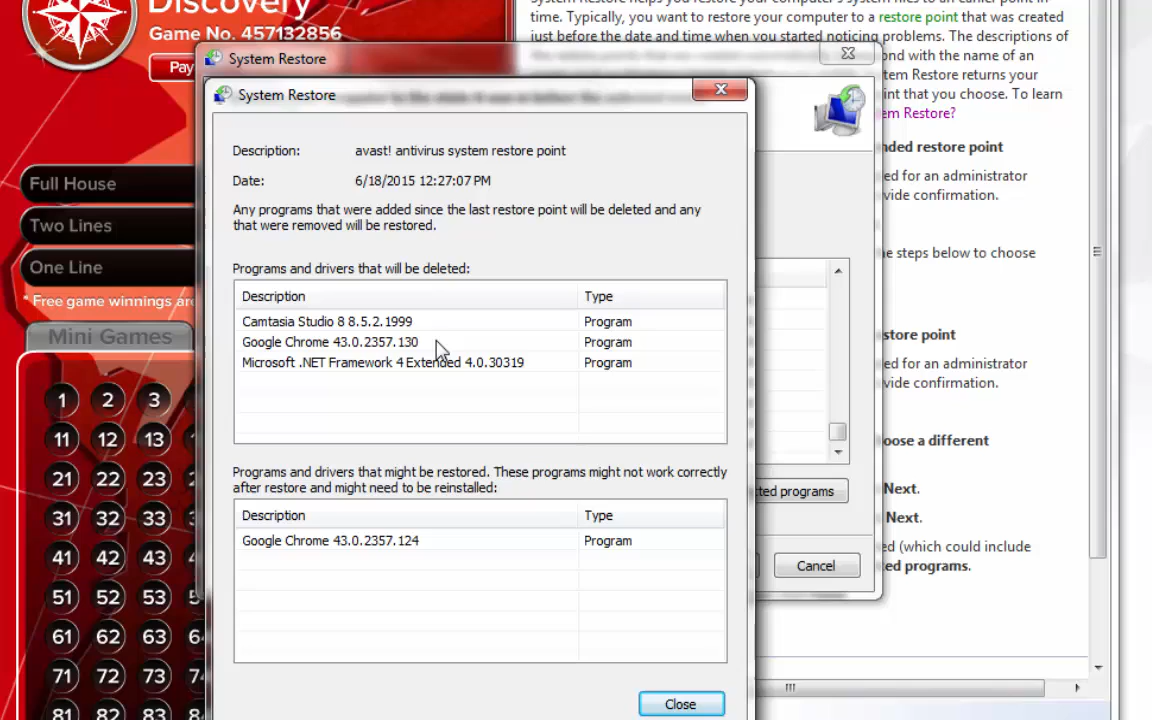 Discovery
Game No. 457132856
Pay
Full House
Two Lines
One Line
* Free game winnings are
Mini Games
1 2 3
11 12 13
21 22 23
31 32 33
41 42 43
51 52 53 5
61 62 63 6
71 72 73 7
81 82 83 8
System Restore
System Restore
Description: avast! antivirus system restore point
Date: 6/18/2015 12:27:07 PM
Any programs that were added since the last restore point will be deleted and any
that were removed will be restored.
Programs and drivers that will be deleted:
Description Type
Camtasia Studio 8 8.5.2.1999 Program
Google Chrome 43.0.2357.130 Program
Microsoft .NET Framework 4 Extended 4.0.30319 Program
Programs and drivers that might be restored. These programs might not work correctly
after restore and might need to be reinstalled:
Description Type
Google Chrome 43.0.2357.124 Program
Close
cted programs
Cancel
System Restore helps you restore your computer's system files to an earlier point in
time. Typically, you want to restore your computer to a restore point that was created
just before the date and time when you started noticing problems. The descriptions of
ond with the name of an
tem Restore returns your
int that you choose. To learn
em Restore?
nded restore point
ed for an administrator
vide confirmation.
e steps below to choose
store point
ed for an administrator
vide confirmation.
oose a different
Next.
Next.
ed (which could include
ted programs.